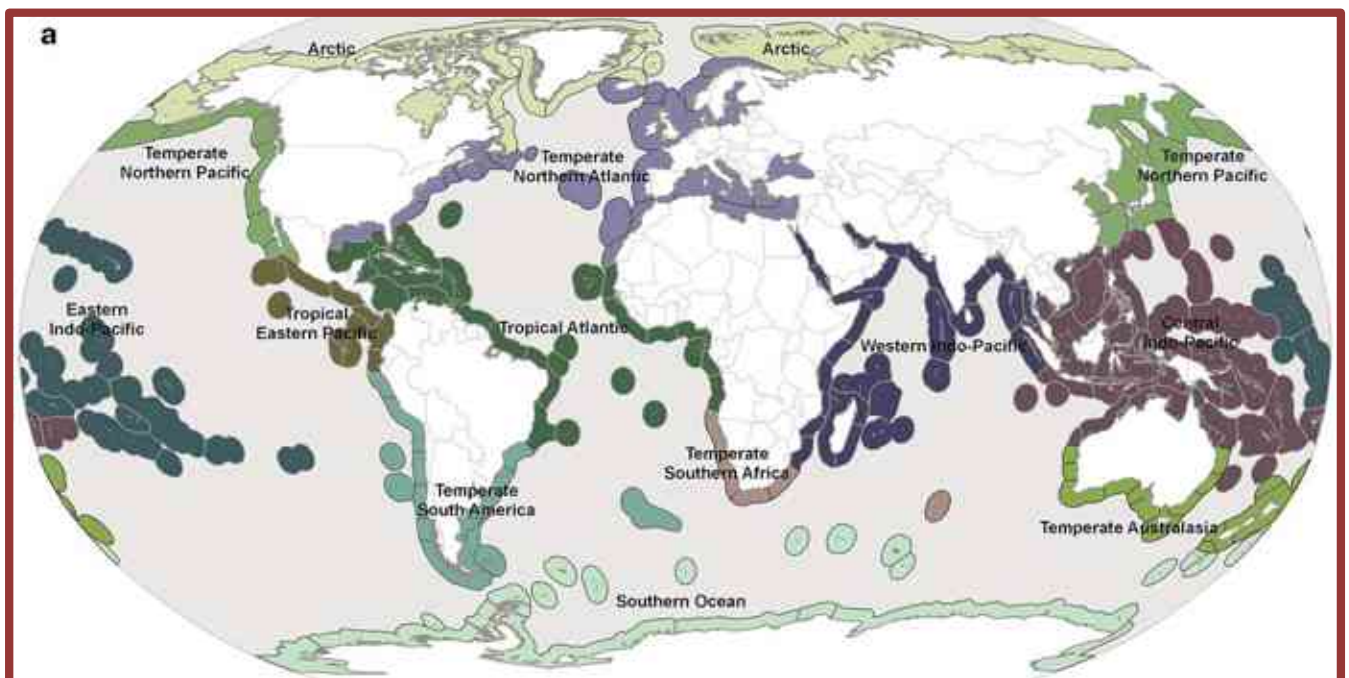 a
Arctic
Arctic
Temperate
Northern Pacific
Temperate
Northern Atlantic
Temperate
Northern Pacific
Eastern
Indo-Pacific
Tropical
Eastern Pacific
Tropical Atlantic
Western Indo-Pacific
Central
Indo-Pacific
Temperate
South America
Temperate
Southern Africa
Temperate Australasia
Southern Ocean